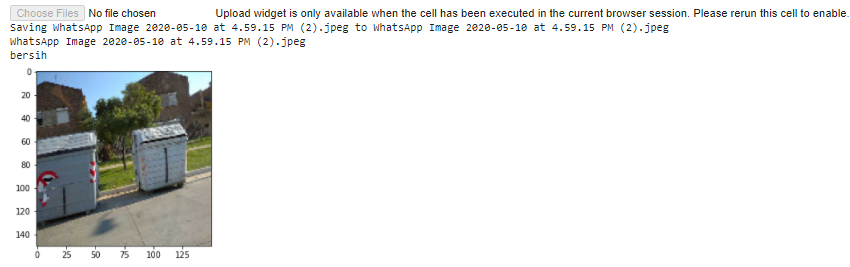 Choose Files No file chosen Upload widget is only available when the cell has been executed in the current browser session. Please rerun this cell to enable.
Saving WhatsApp Image 2020-05-10 at 4.59.15 PM (2).jpeg to WhatsApp Image 2020-05-10 at 4.59.15 PM (2).jpeg
WhatsApp Image 2020-05-10 at 4.59.15 PM (2).jpeg
bersih
0
20
40
60
80
100
120
140
0 25 50 75 100 125